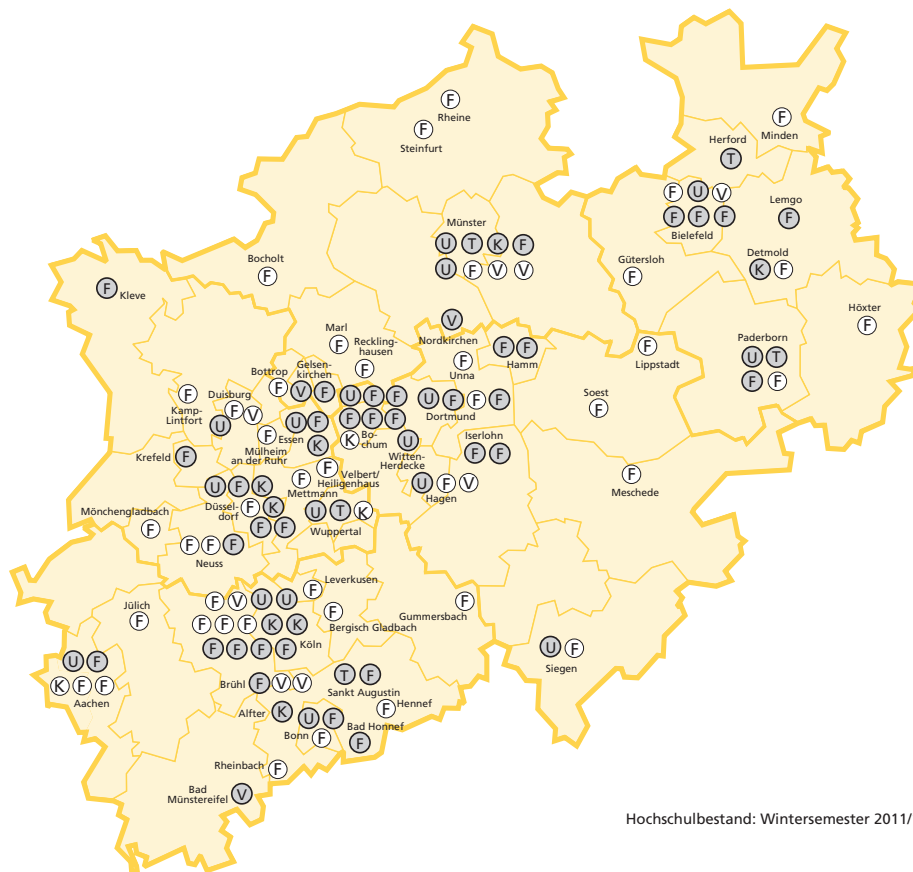 F
Rheine
F
Steinfurt
F
Minden
Herford
T
F U V
F F F
Bielefeld
Lemgo
F
Münster
U T K F
U F V V
Detmold
K F
Gütersloh
F
Bocholt
F
F
Kleve
Höxter
F
V
Nordkirchen
Marl
F
Reckling-
hausen
F
F F
Hamm
Unna
F
F
Lippstadt
Paderborn
U T
F F
Bottrop
F
Gelsen-
kirchen
V F
U F F
F F F
K
Bo-
chum
U F F F
Dortmund
Soest
F
F
Kamp-
Lintfort
Duisburg
F V
U
F
Mülheim
an der Ruhr
U F
Essen
K
U
Witten-
Herdecke
Iserlohn
F F
Krefeld
F
F
Velbert/
Heiligenhaus
F
Mettmann
U F V
Hagen
F
Meschede
U F K
Düssel-
dorf
F K
F F
U T K
Wuppertal
Mönchengladbach
F
F F F
Neuss
Leverkusen
F
F V U U
F F F K K
F F F F
Köln
F
Bergisch Gladbach
Gummersbach
F
Jülich
F
U F
Siegen
U F
K F F
Aachen
Brühl
F V V
T F
Sankt Augustin
F
Hennef
Alfter
K
U F
Bonn
F
Bad Honnef
F
Rheinbach
F
Bad
Münstereifel
V
Hochschulbestand: Wintersemester 2011/